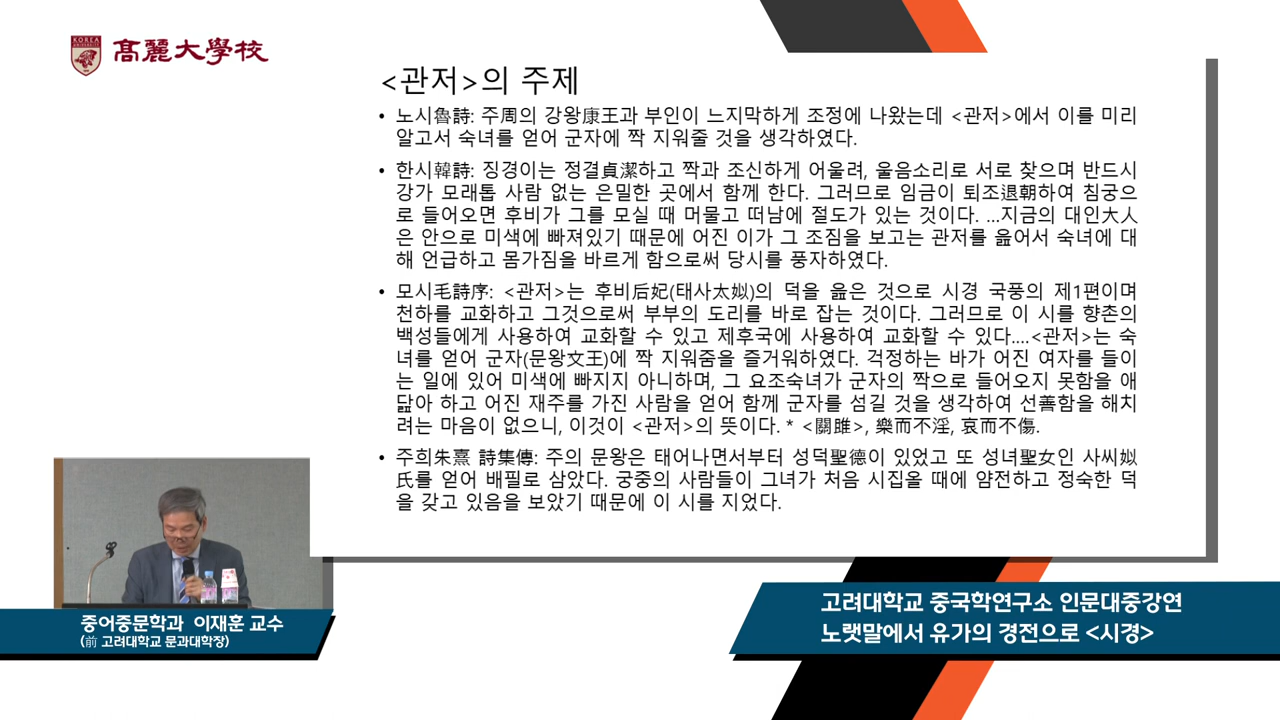 KOREA
UNIVERSITY
高麗大學校
<관저>의 주제
• 노시魯詩: 주周의 강왕康王과 부인이 느지막하게 조정에 나왔는데 <관저>에서 이를 미리
알고서 숙녀를 얻어 군자에 짝 지워줄 것을 생각하였다.
• 한시韓詩: 징경이는 정결貞潔하고 짝과 조신하게 어울려, 울음소리로 서로 찾으며 반드시
강가 모래톱 사람 없는 은밀한 곳에서 함께 한다. 그러므로 임금이 퇴조退朝하여 침궁으
로 들어오면 후비가 그를 모실 때 머물고 떠남에 절도가 있는 것이다. …지금의 대인大人
은 안으로 미색에 빠져있기 때문에 어진 이가 그 조짐을 보고는 관저를 읊어서 숙녀에 대
해 언급하고 몸가짐을 바르게 함으로써 당시를 풍자하였다.
• 모시毛詩序: <관저>는 후비后妃(태사太姒)의 덕을 읊은 것으로 시경 국풍의 제1편이며
천하를 교화하고 그것으로써 부부의 도리를 바로 잡는 것이다. 그러므로 이 시를 향촌의
백성들에게 사용하여 교화할 수 있고 제후국에 사용하여 교화할 수 있다....<관저>는 숙
녀를 얻어 군자(문왕文王)에 짝 지워줌을 즐거워하였다. 걱정하는 바가 어진 여자를 들이
는 일에 있어 미색에 빠지지 아니하며, 그 요조숙녀가 군자의 짝으로 들어오지 못함을 애
닯아 하고 어진 재주를 가진 사람을 얻어 함께 군자를 섬길 것을 생각하여 선善함을 해치
려는 마음이 없으니, 이것이 <관저>의 뜻이다. * <關雎>, 樂而不淫, 哀而不傷.
• 주희朱熹 詩集傳: 주의 문왕은 태어나면서부터 성덕聖德이 있었고 또 성녀聖女인 사씨姒
氏를 얻어 배필로 삼았다. 궁중의 사람들이 그녀가 처음 시집올 때에 얌전하고 정숙한 덕
을 갖고 있음을 보았기 때문에 이 시를 지었다.
중어중문학과 이재훈 교수
(前 고려대학교 문과대학장)
고려대학교 중국학연구소 인문대중강연
노랫말에서 유가의 경전으로 <시경>